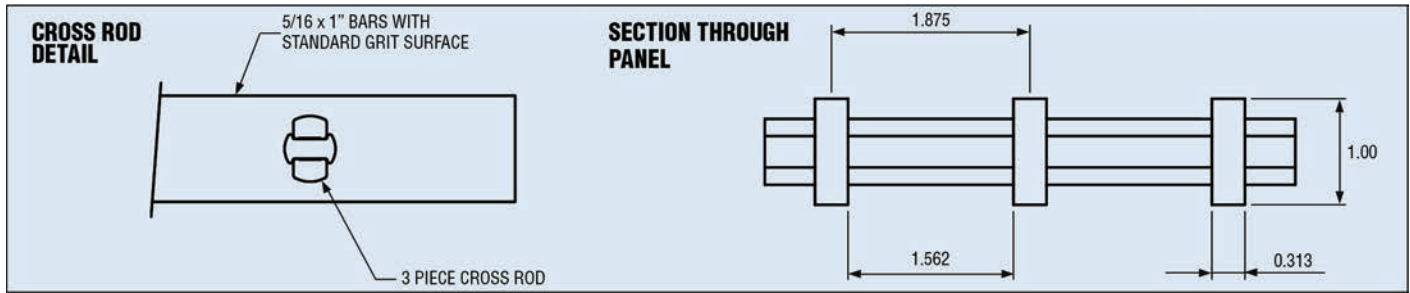 CROSS ROD
DETAIL
5/16 x 1” BARS WITH
STANDARD GRIT SURFACE
3 PIECE CROSS ROD
SECTION THROUGH
PANEL
1.875
1.00
1.562
0.313